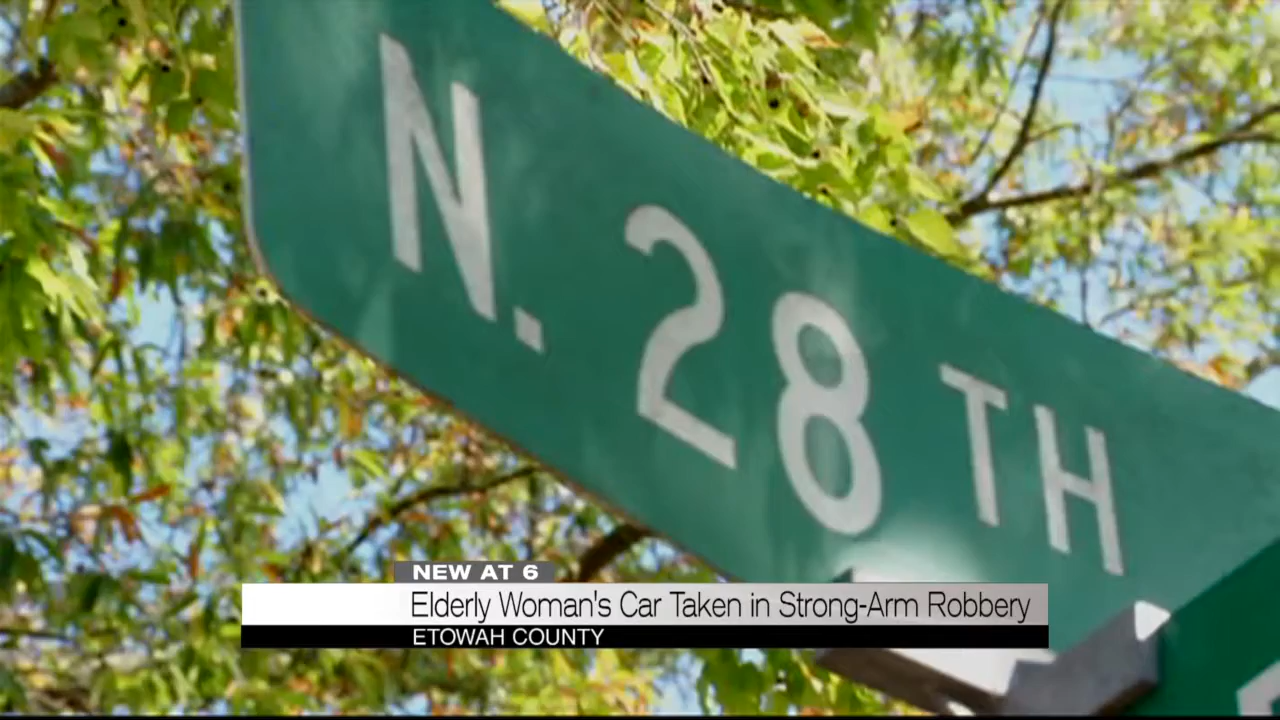 N. 28 TH
NEW AT 6
Elderly Woman's Car Taken in Strong-Arm Robbery
ETOWAH COUNTY